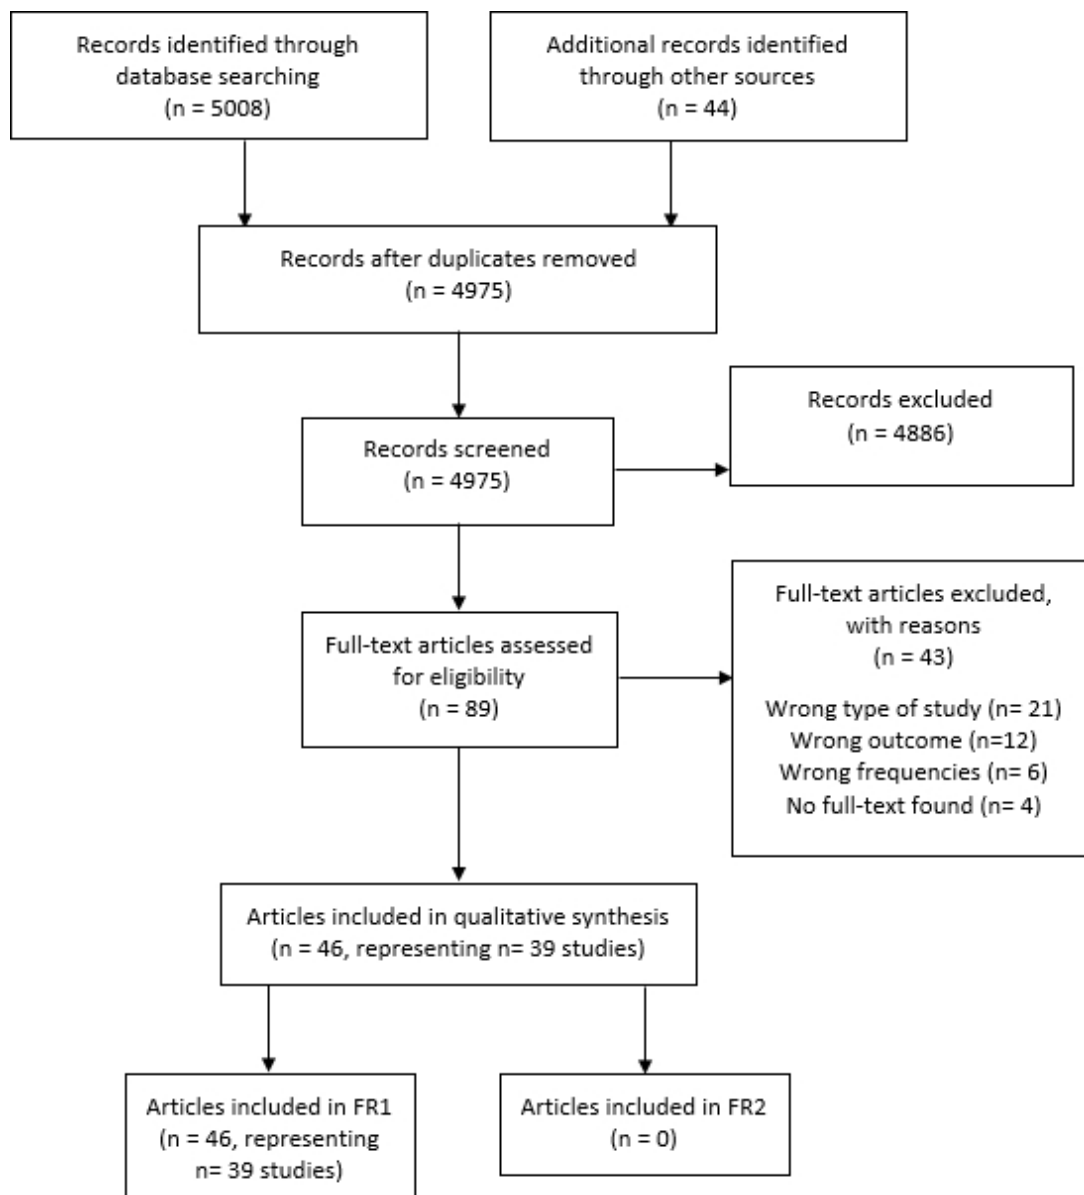 Records identified through
database searching
(n = 5008)
Additional records identified
through other sources
(n = 44)
Records after duplicates removed
(n = 4975)
Records screened
(n = 4975)
Records excluded
(n = 4886)
Full-text articles assessed
for eligibility
(n = 89)
Full-text articles excluded,
with reasons
(n = 43)
Wrong type of study (n= 21)
Wrong outcome (n=12)
Wrong frequencies (n= 6)
No full-text found (n= 4)
Articles included in qualitative synthesis
(n = 46, representing n= 39 studies)
Articles included in FR1
(n = 46, representing
n= 39 studies)
Articles included in FR2
(n = 0)